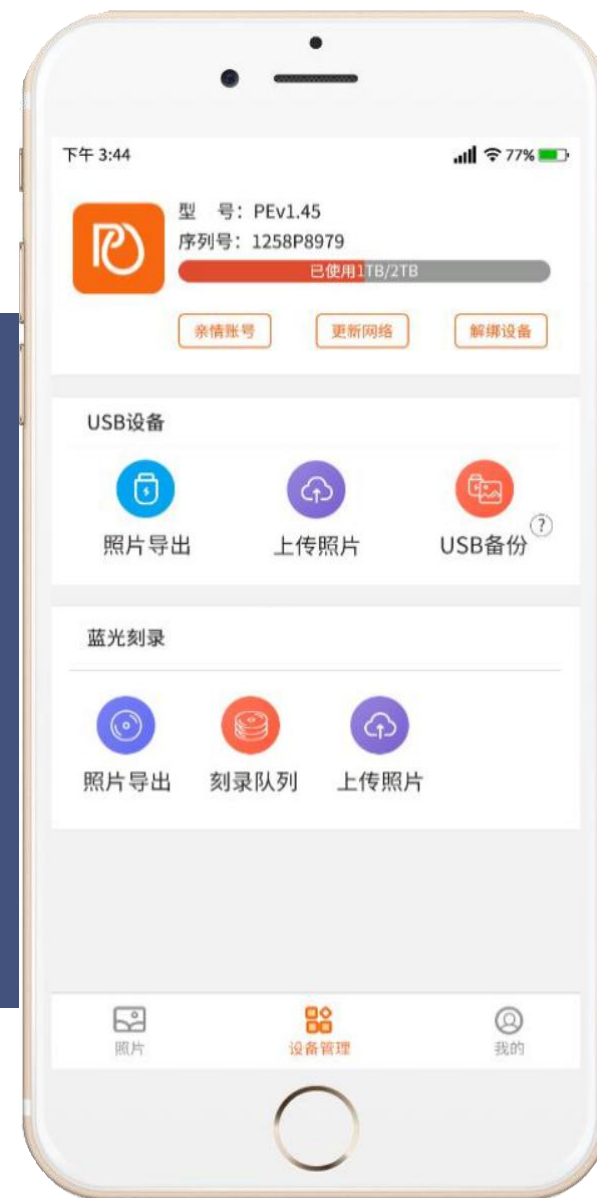 下午 3:44 77%
型 号：PEv1.45
序列号：1258P8979
已使用1TB/2TB
亲情账号 更新网络 解绑设备
USB设备
照片导出 上传照片 USB备份 ?
蓝光刻录
照片导出 刻录队列 上传照片
照片 设备管理 我的